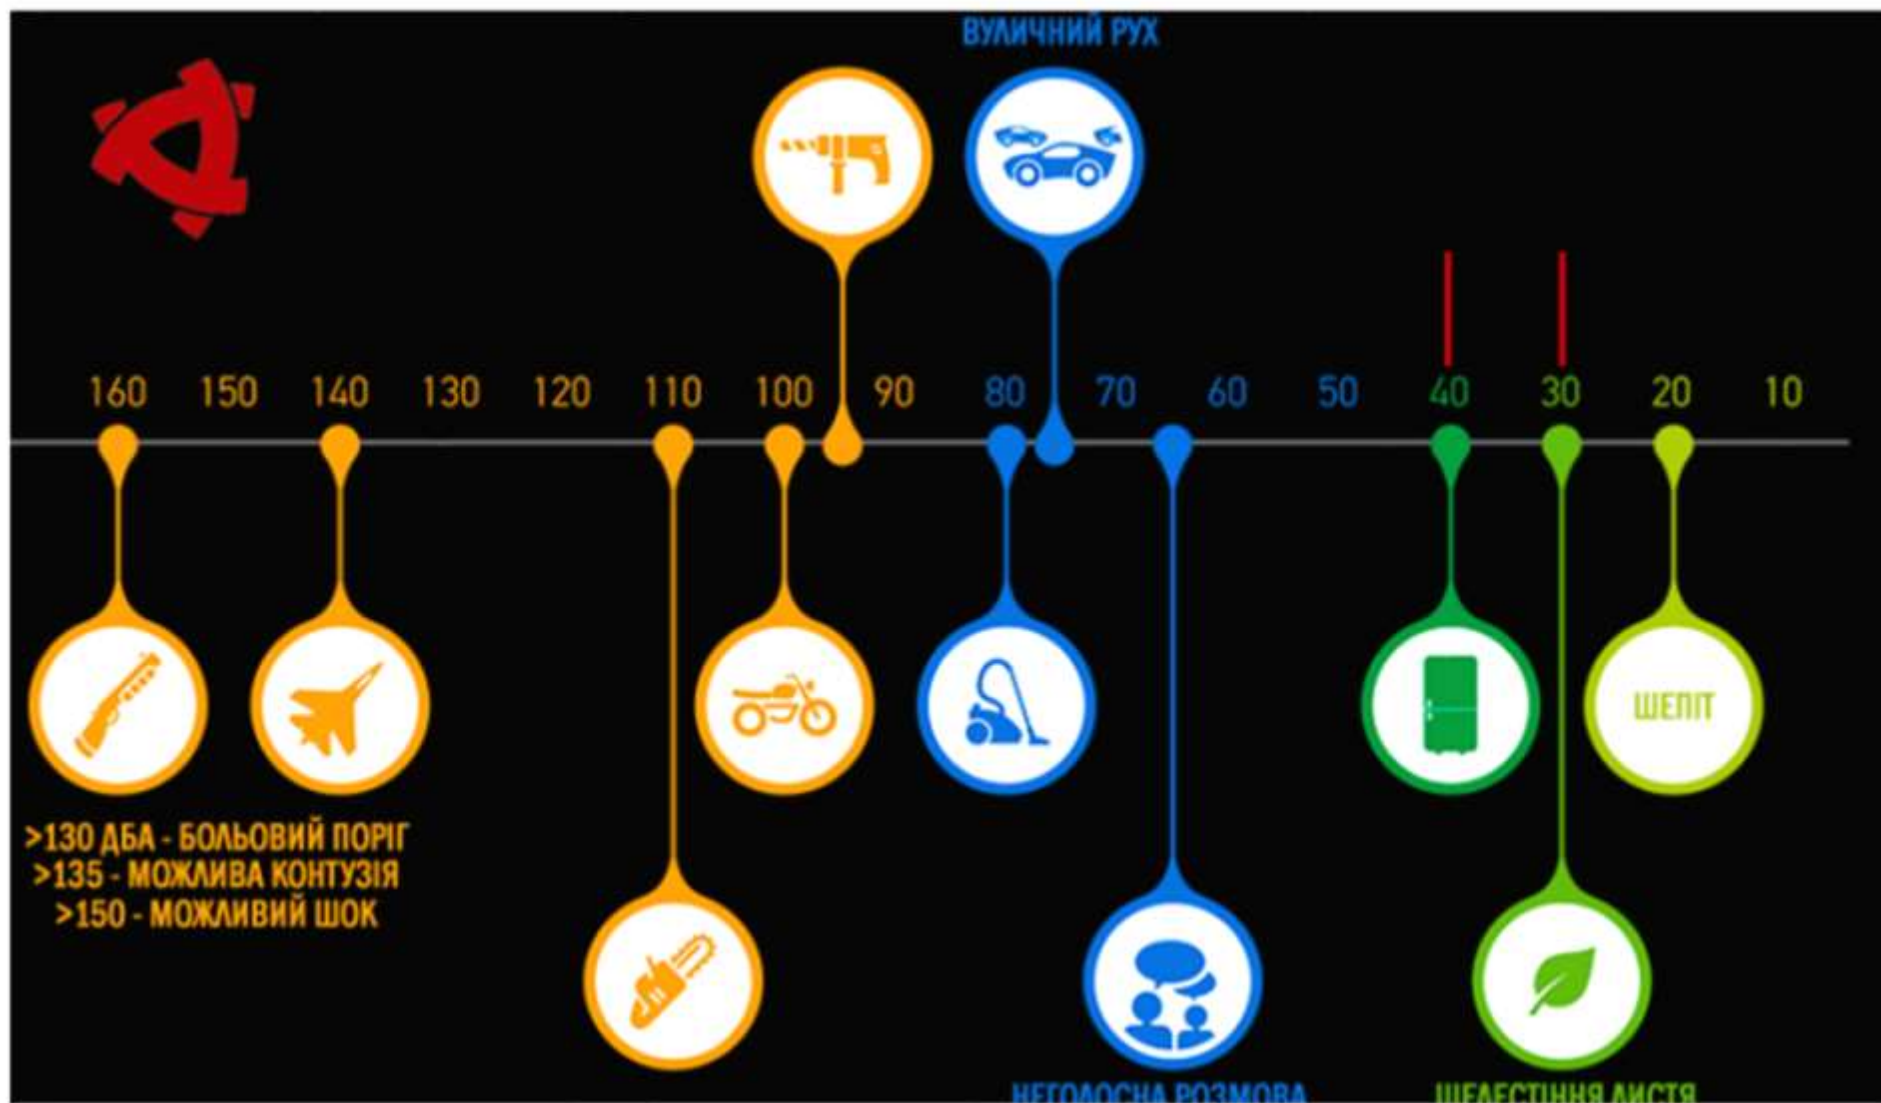 ВУЛИЧНИЙ РУХ
160 150 140 130 120 110 100 90 80 70 60 50 40 30 20 10
ШЕПІТ
>130 ДБА - БОЛЬОВИЙ ПОРІГ
>135 - МОЖЛИВА КОНТУЗІЯ
>150 - МОЖЛИВИЙ ШОК
НЕГОЛОСНА РОЗМОВА
ШЕЛЕСТІННЯ ЛИСТЯ